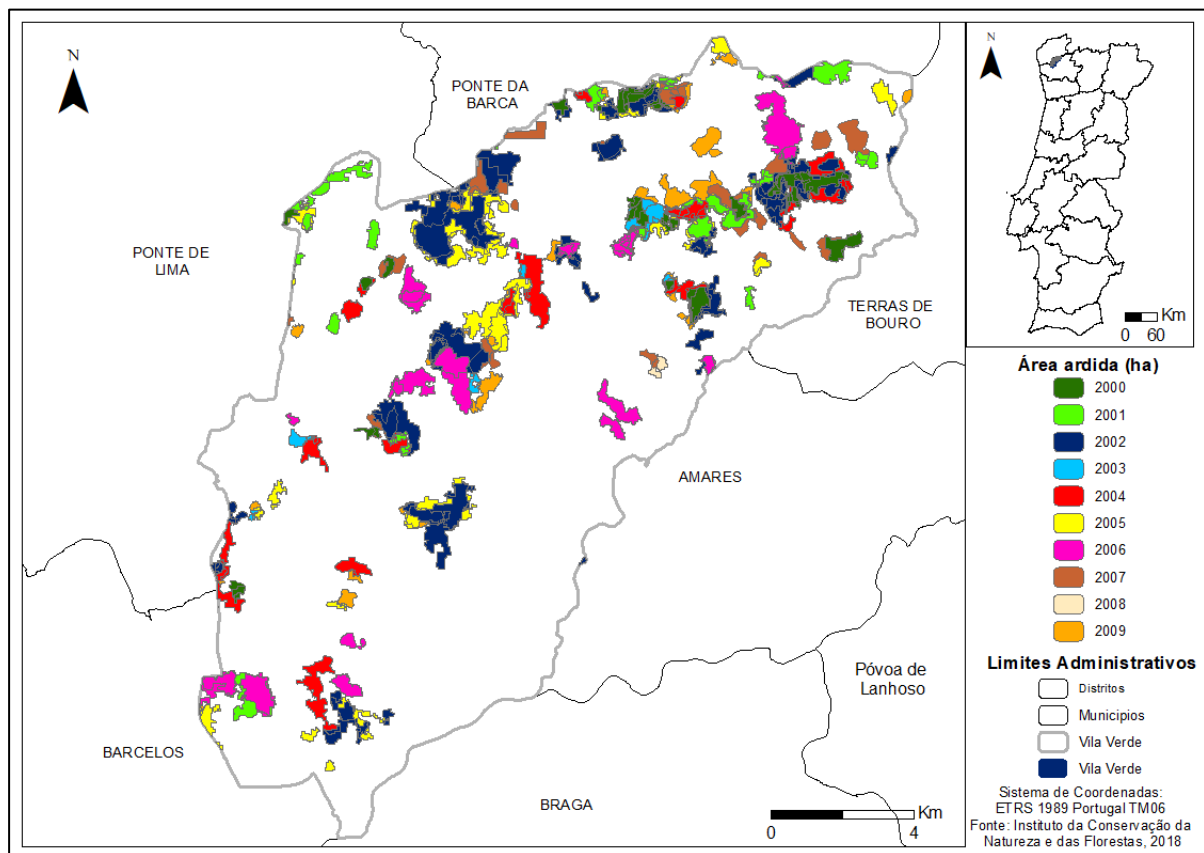 N
PONTE DA
BARCA
PONTE DE
LIMA
TERRAS DE
BOURO
AMARES
Póvoa de
Lanhoso
BARCELOS
BRAGA
Km
0 4
N
Km
0 60
Área ardida (ha)
2000
2001
2002
2003
2004
2005
2006
2007
2008
2009
Limites Administrativos
Distritos
Municipios
Vila Verde
Vila Verde
Sistema de Coordenadas:
ETRS 1989 Portugal TM06
Fonte: Instituto da Conservação da
Natureza e das Florestas, 2018